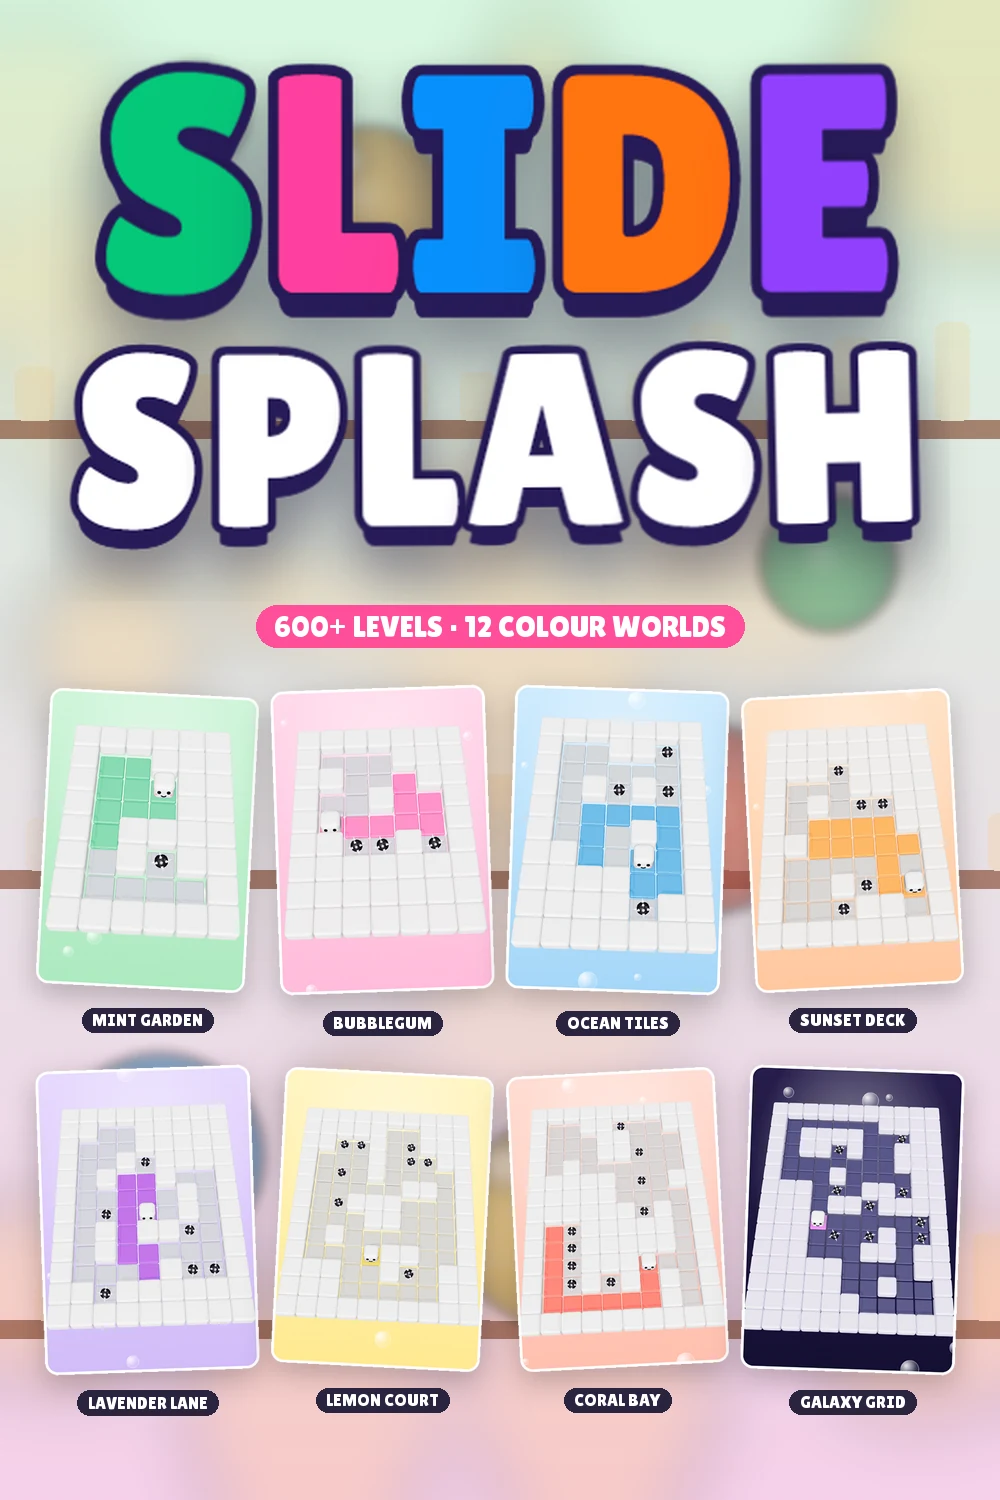 SLIDE
SPLASH
600+ LEVELS · 12 COLOUR WORLDS
MINT GARDEN
BUBBLEGUM
OCEAN TILES
SUNSET DECK
LAVENDER LANE
LEMON COURT
CORAL BAY
GALAXY GRID